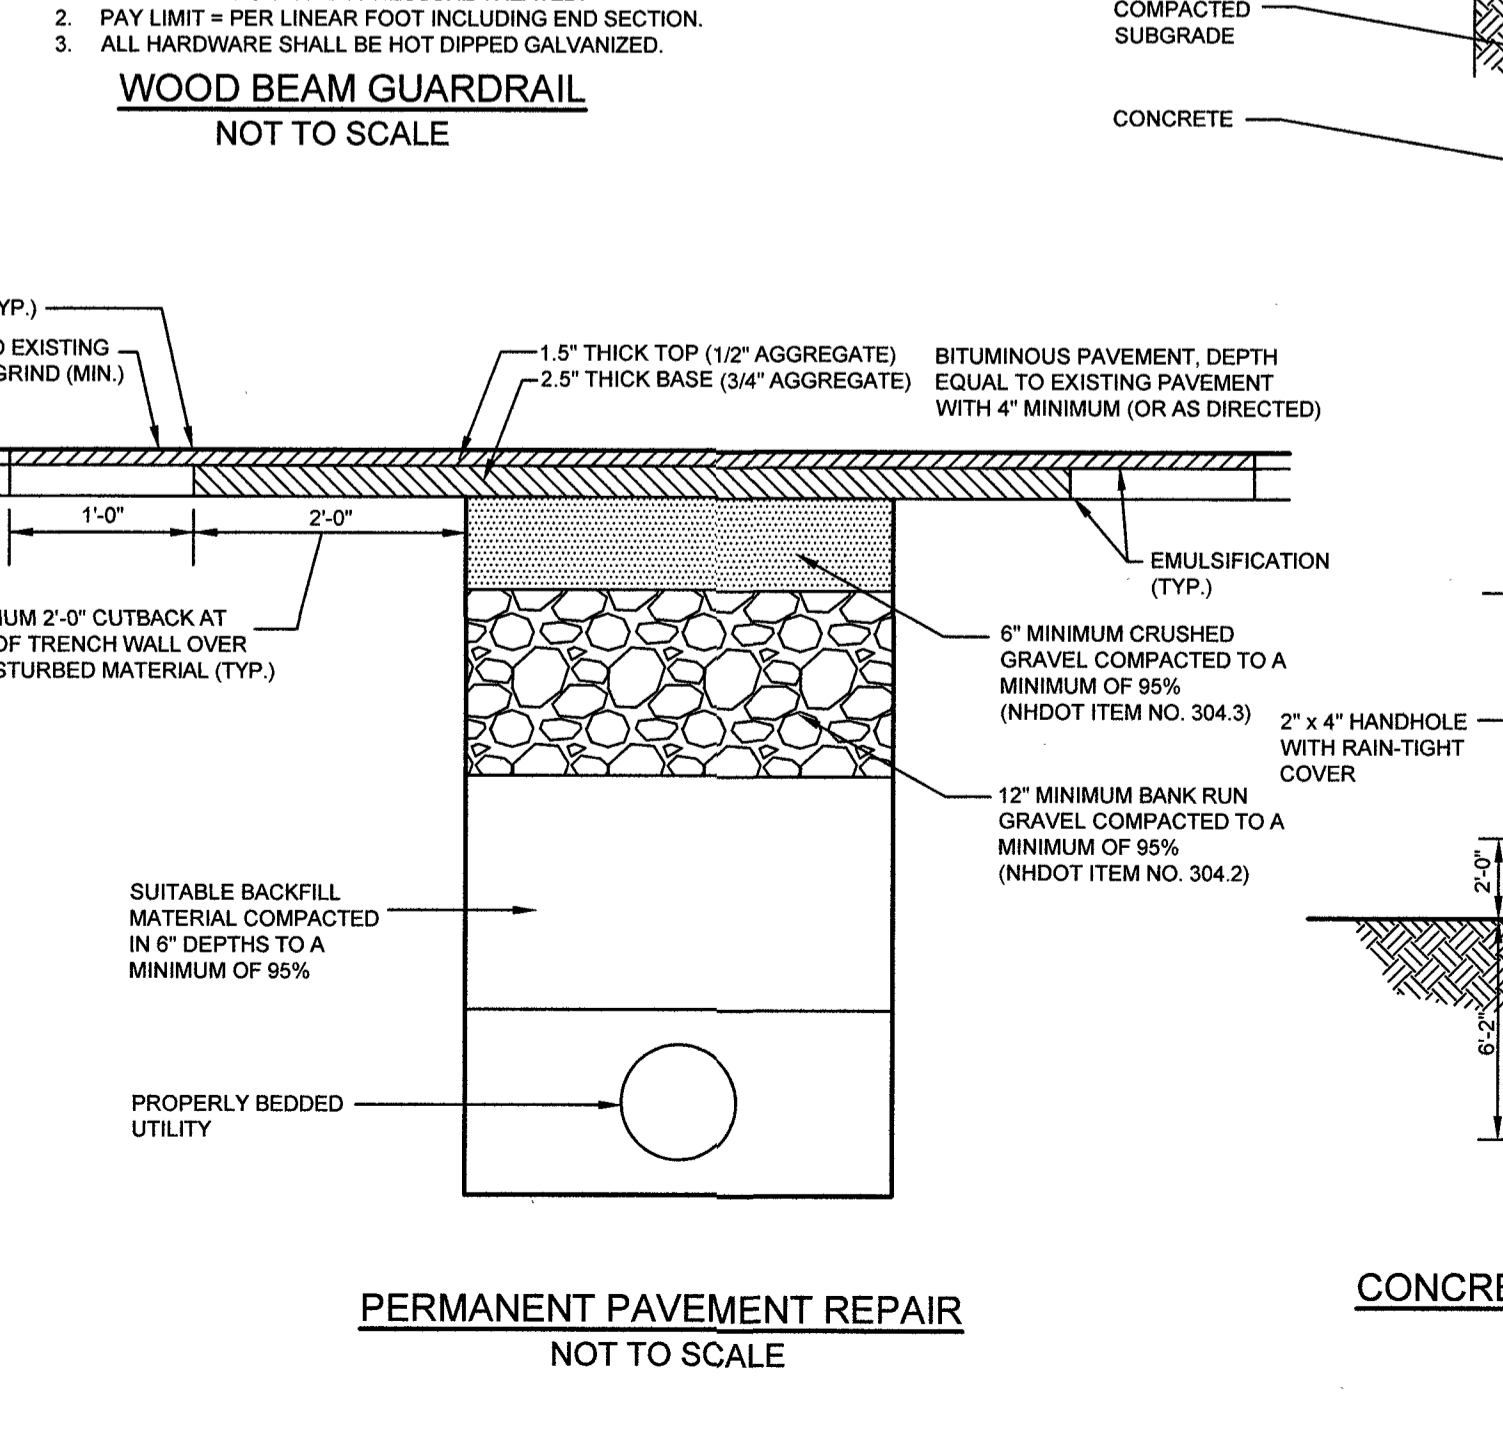 2. PAY LIMIT = PER LINEAR FOOT INCLUDING END SECTION.
3. ALL HARDWARE SHALL BE HOT DIPPED GALVANIZED.
WOOD BEAM GUARDRAIL
NOT TO SCALE
COMPACTED
SUBGRADE
CONCRETE
YP.)
EXISTING
GRIND (MIN.)
1.5" THICK TOP (1/2" AGGREGATE)
2.5" THICK BASE (3/4" AGGREGATE)
BITUMINOUS PAVEMENT, DEPTH
EQUAL TO EXISTING PAVEMENT
WITH 4" MINIMUM (OR AS DIRECTED)
1'-0"
2'-0"
EMULSIFICATION
(TYP.)
UM 2'-0" CUTBACK AT
OF TRENCH WALL OVER
STURBED MATERIAL (TYP.)
6" MINIMUM CRUSHED
GRAVEL COMPACTED TO A
MINIMUM OF 95%
(NHDOT ITEM NO. 304.3)
12" MINIMUM BANK RUN
GRAVEL COMPACTED TO A
MINIMUM OF 95%
(NHDOT ITEM NO. 304.2)
2" x 4" HANDHOLE
WITH RAIN-TIGHT
COVER
2'-0"
6'-2"
SUITABLE BACKFILL
MATERIAL COMPACTED
IN 6" DEPTHS TO A
MINIMUM OF 95%
PROPERLY BEDDED
UTILITY
PERMANENT PAVEMENT REPAIR
NOT TO SCALE
CONCRE